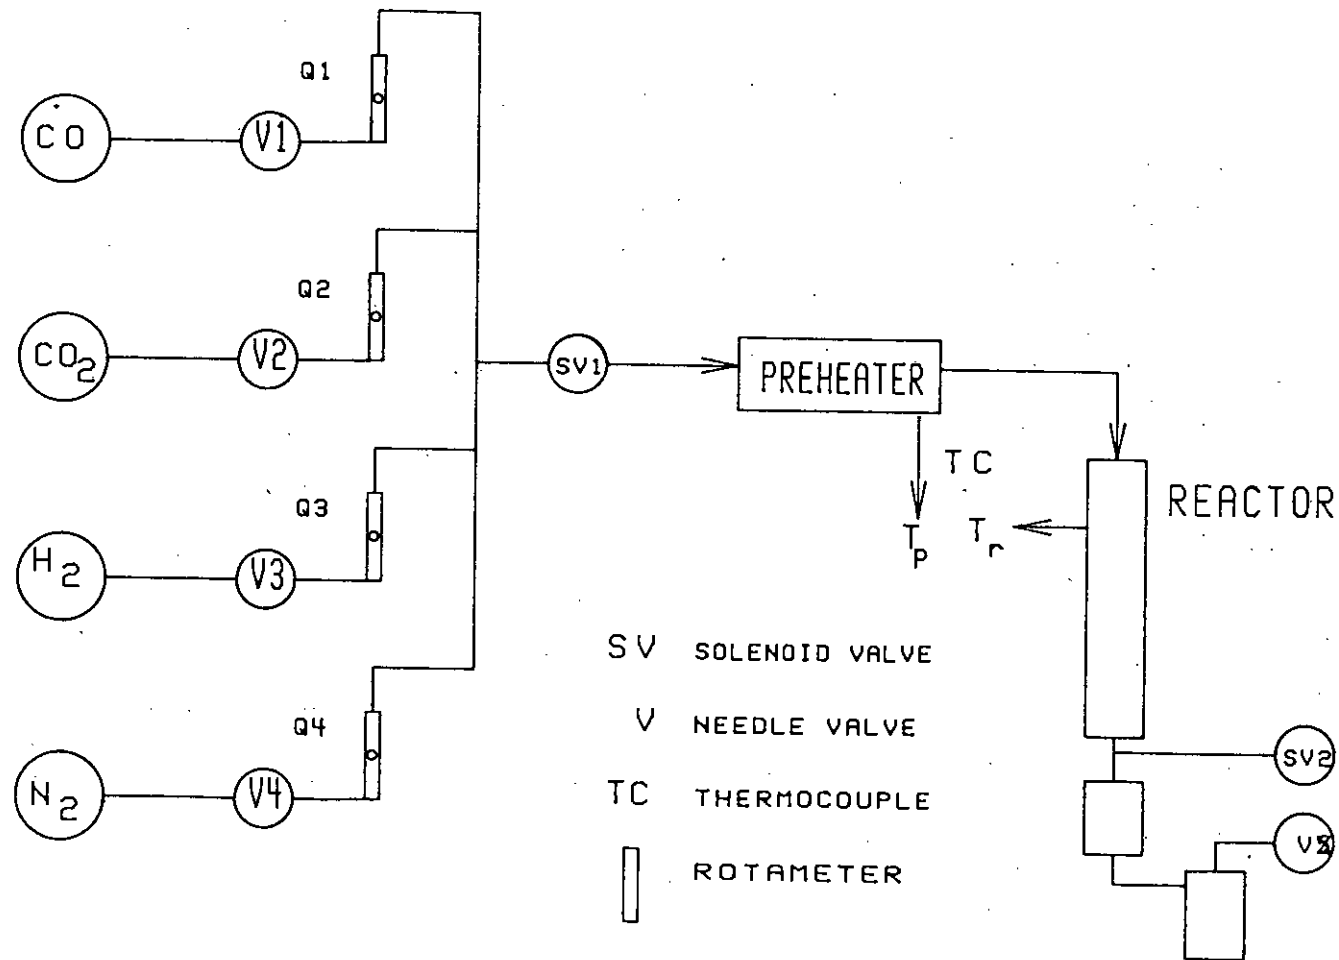 Q1
CO
V1
Q2
CO2
V2
SV1
PREHEATER
TC
REACTOR
Q3
Tp
Tr
H2
V3
SV SOLENOID VALVE
Q4
V NEEDLE VALVE
SV2
N2
V4
TC THERMOCOUPLE
ROTAMETER